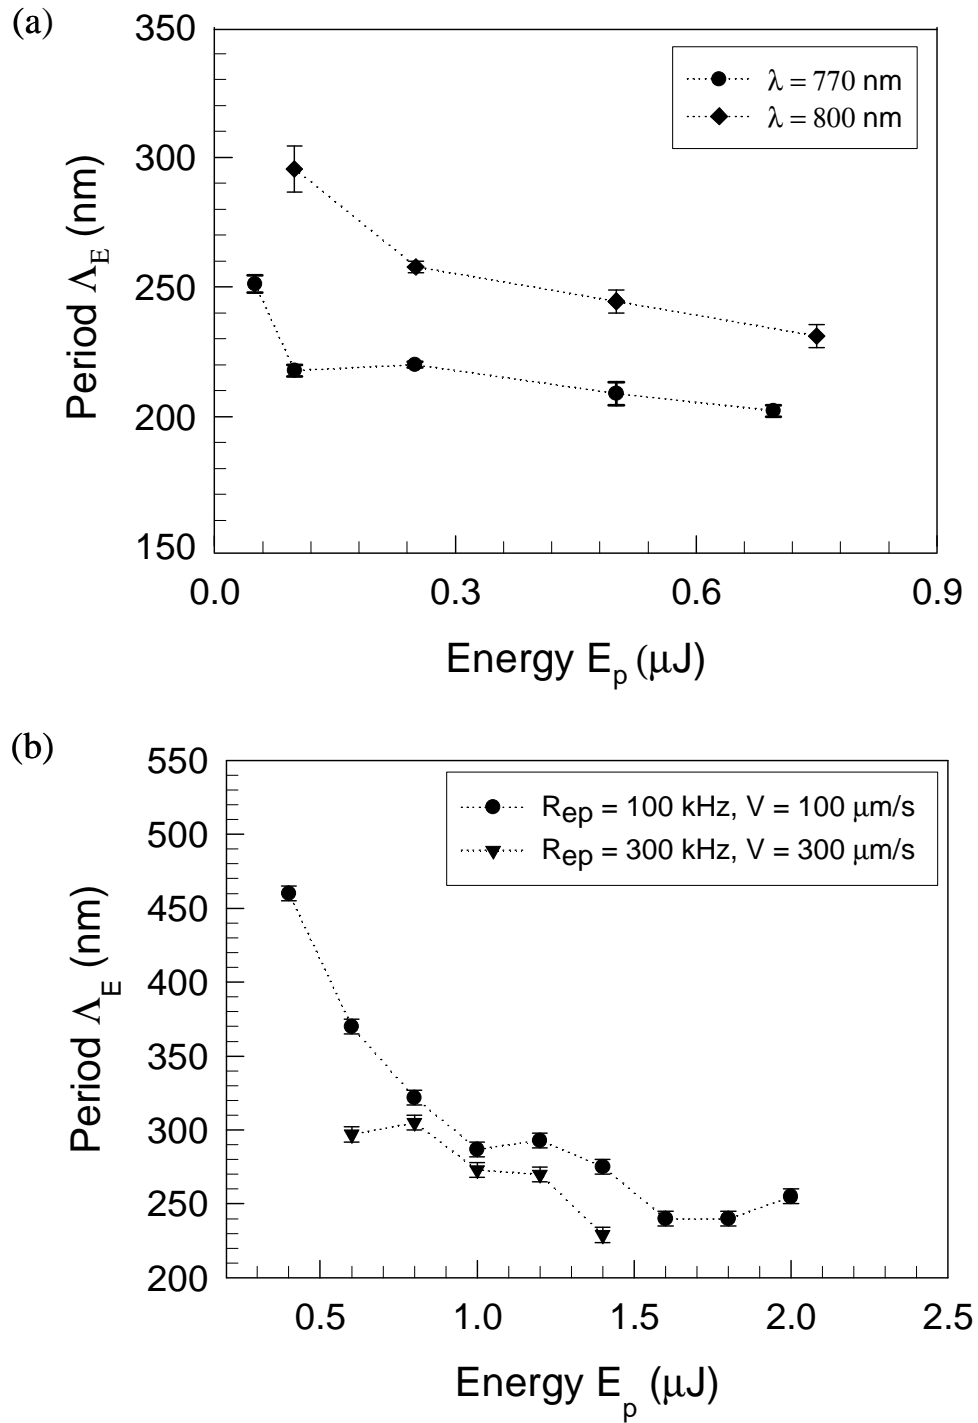 (a)
350
300
250
200
150
Period Λ_E (nm)
λ = 770 nm
λ = 800 nm
0.0 0.3 0.6 0.9
Energy E_p (μJ)
(b)
550
500
450
400
350
300
250
200
Period Λ_E (nm)
R_ep = 100 kHz, V = 100 μm/s
R_ep = 300 kHz, V = 300 μm/s
0.5 1.0 1.5 2.0 2.5
Energy E_p (μJ)